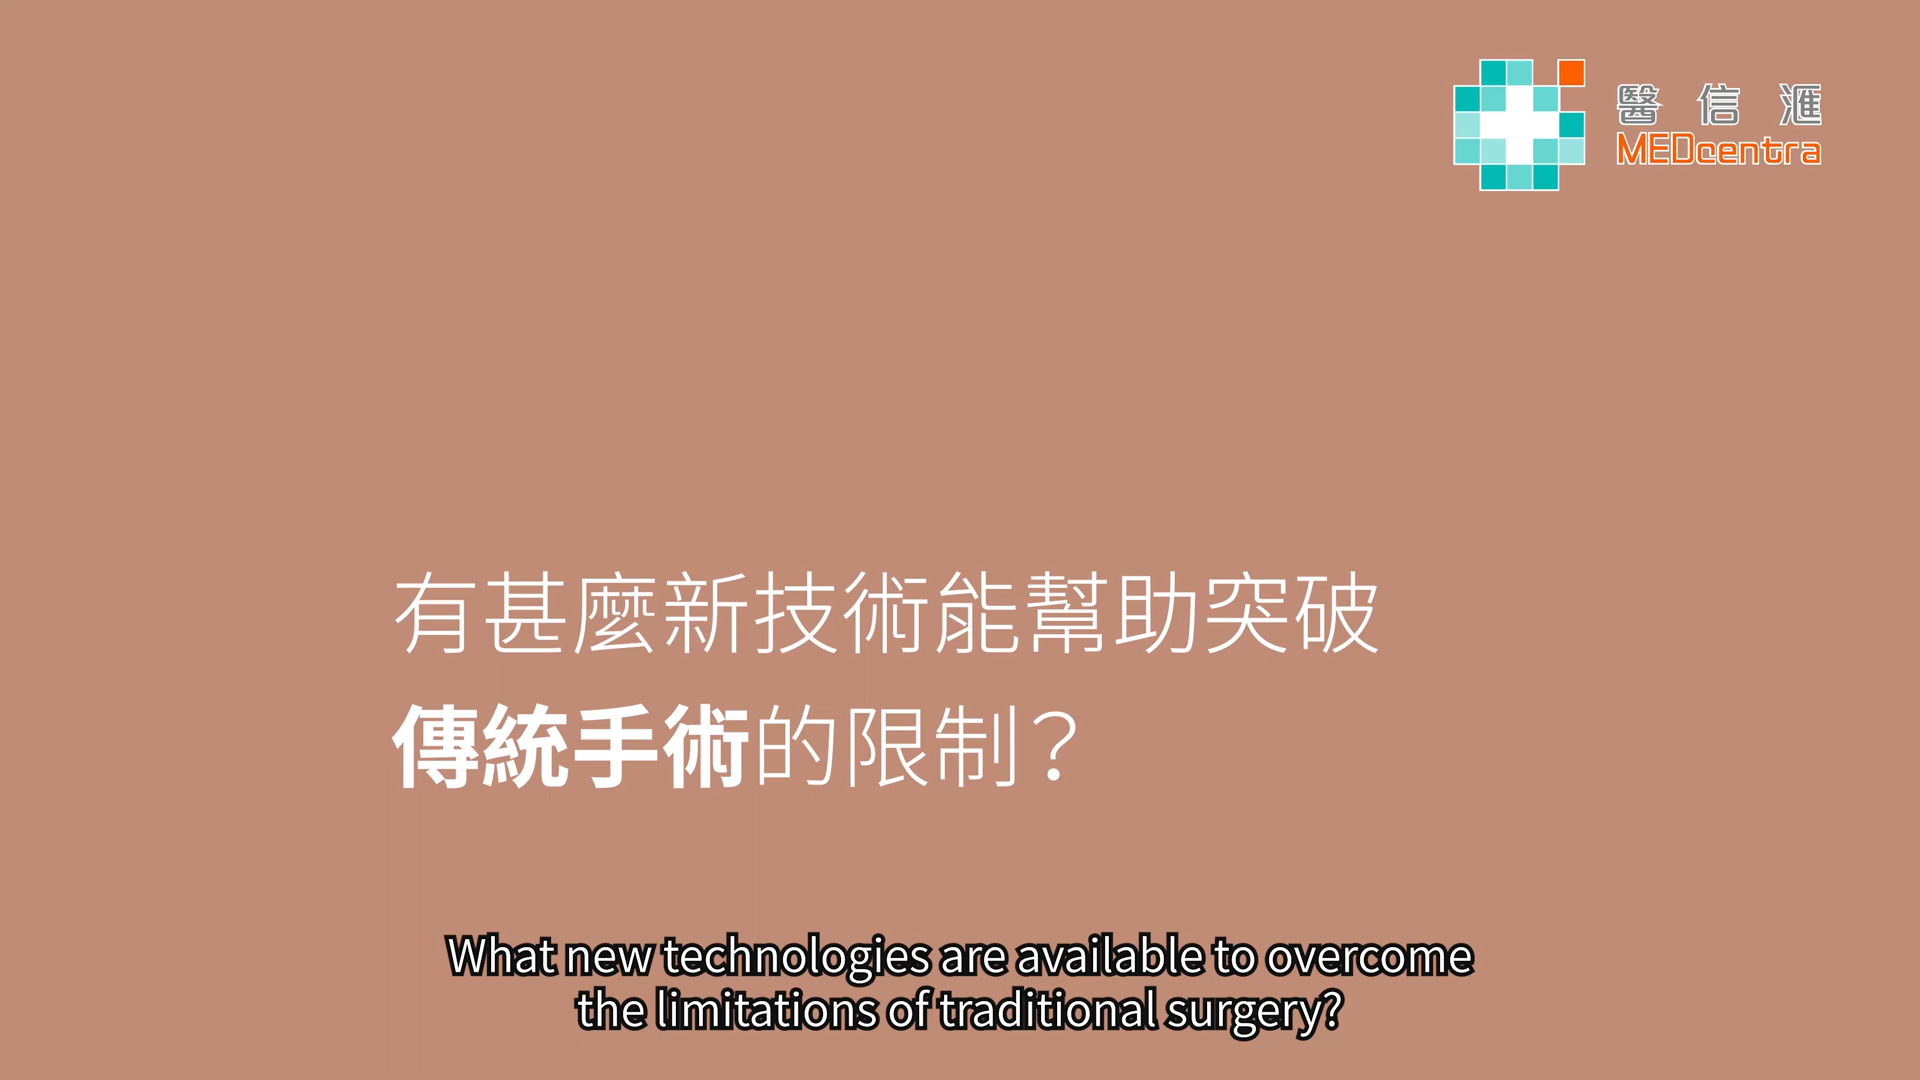 醫信滙
MEDcentra
有甚麼新技術能幫助突破
傳統手術的限制？
What new technologies are available to overcome
the limitations of traditional surgery?